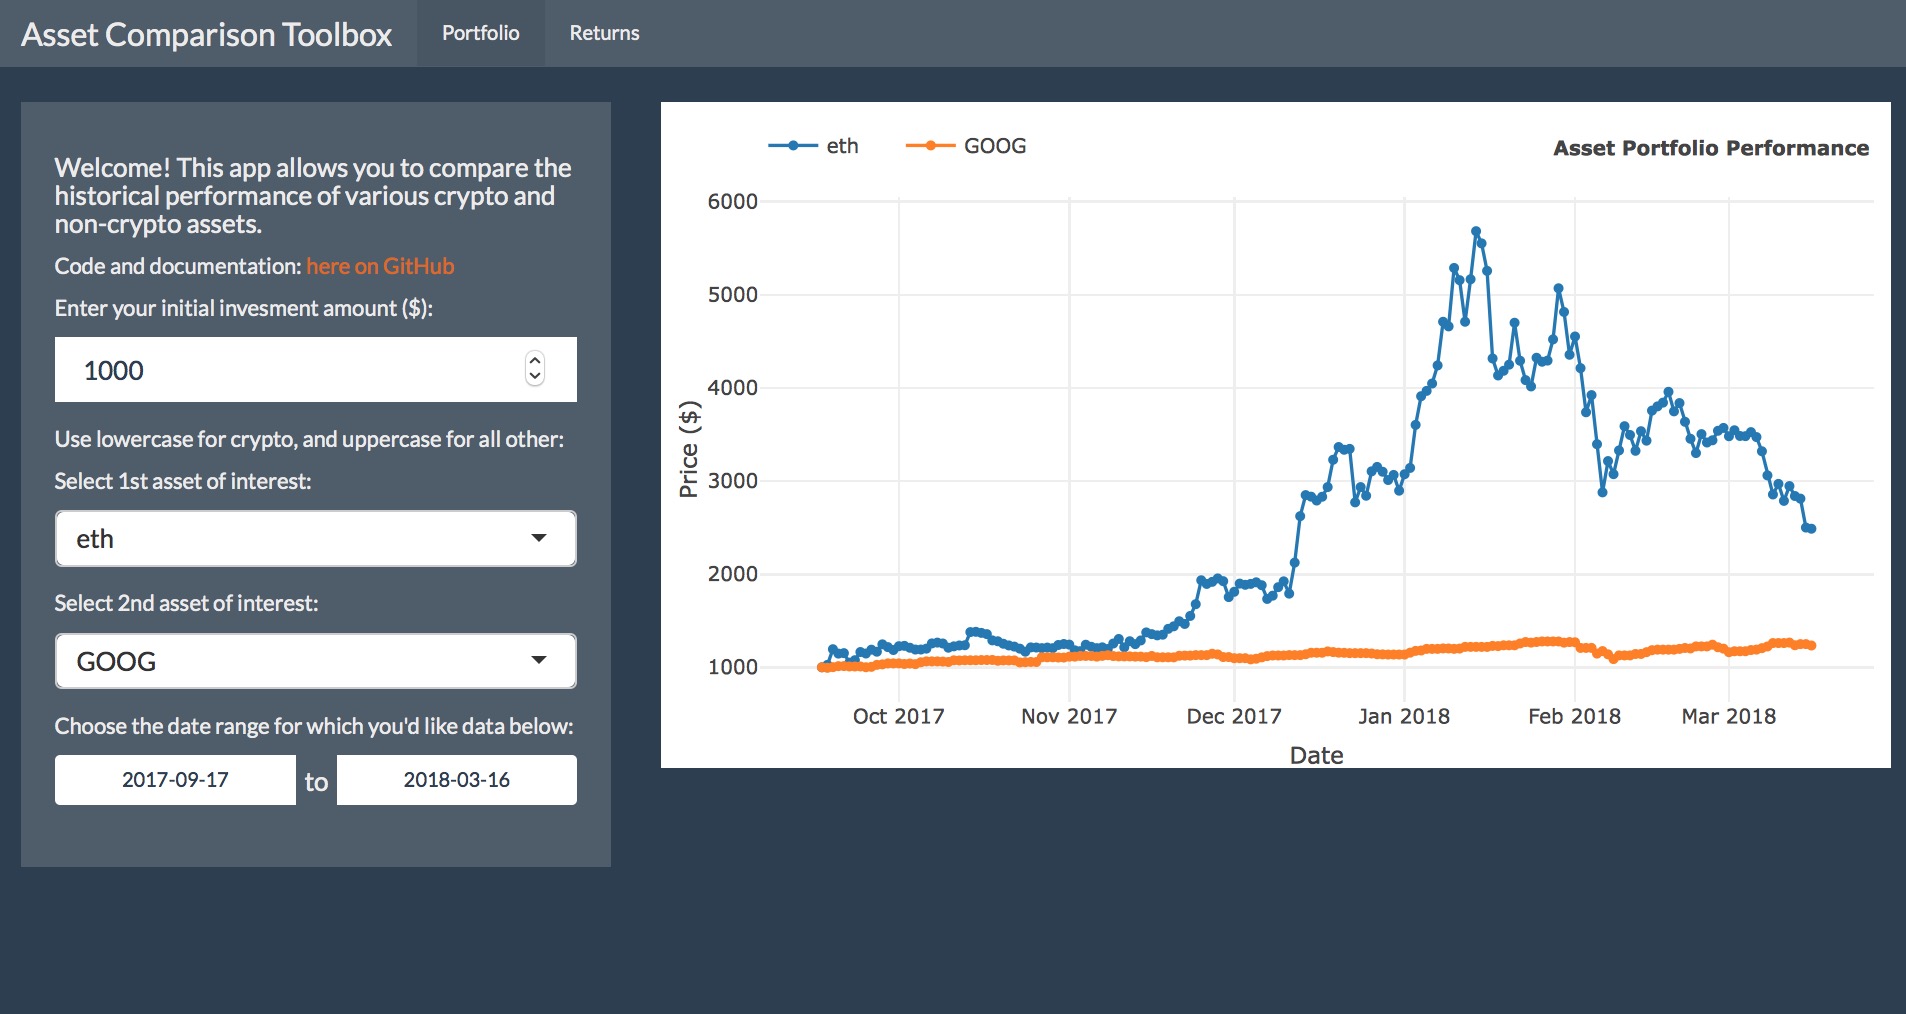 Asset Comparison Toolbox
Portfolio
Returns
Welcome! This app allows you to compare the
historical performance of various crypto and
non-crypto assets.
Code and documentation: here on GitHub
Enter your initial invesment amount ($):
1000
Use lowercase for crypto, and uppercase for all other:
Select 1st asset of interest:
eth
Select 2nd asset of interest:
GOOG
Choose the date range for which you'd like data below:
2017-09-17 to 2018-03-16
eth
GOOG
Asset Portfolio Performance
6000
5000
4000
3000
2000
1000
Price ($)
Oct 2017
Nov 2017
Dec 2017
Jan 2018
Feb 2018
Mar 2018
Date